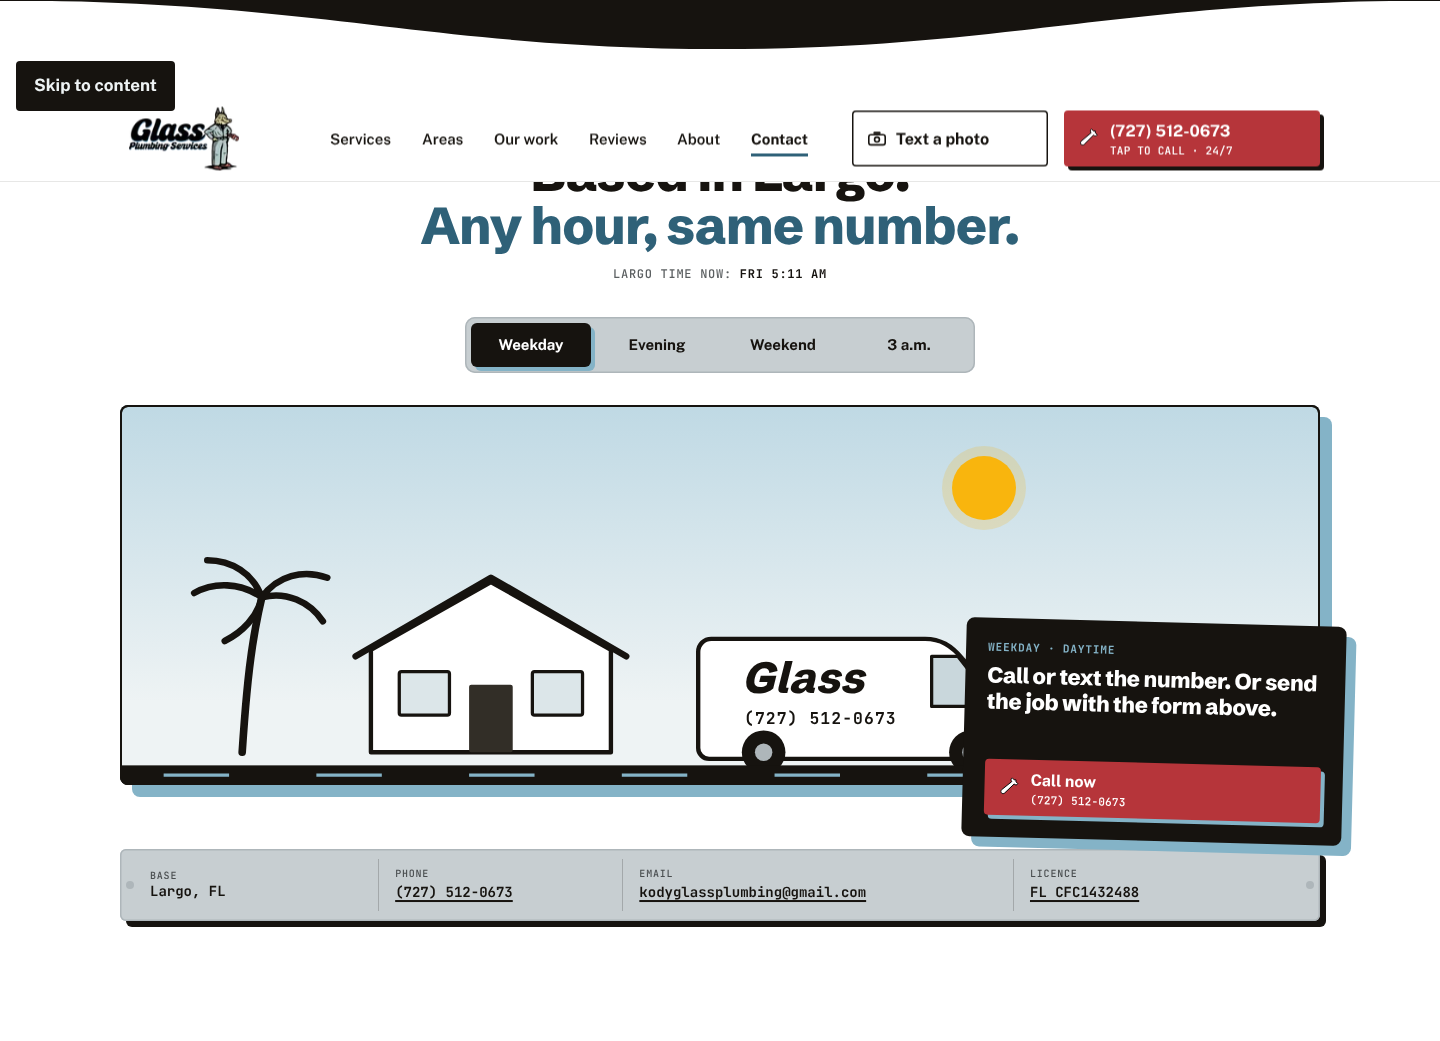 Skip to content
Glass
Plumbing Services
Services
Areas
Our work
Reviews
About
Contact
Text a photo
(727) 512-0673
TAP TO CALL · 24/7
Based in Largo.
Any hour, same number.
LARGO TIME NOW: FRI 5:11 AM
Weekday
Evening
Weekend
3 a.m.
Glass
(727) 512-0673
WEEKDAY · DAYTIME
Call or text the number. Or send
the job with the form above.
Call now
(727) 512-0673
BASE
Largo, FL
PHONE
(727) 512-0673
EMAIL
kodyglassplumbing@gmail.com
LICENCE
FL CFC1432488